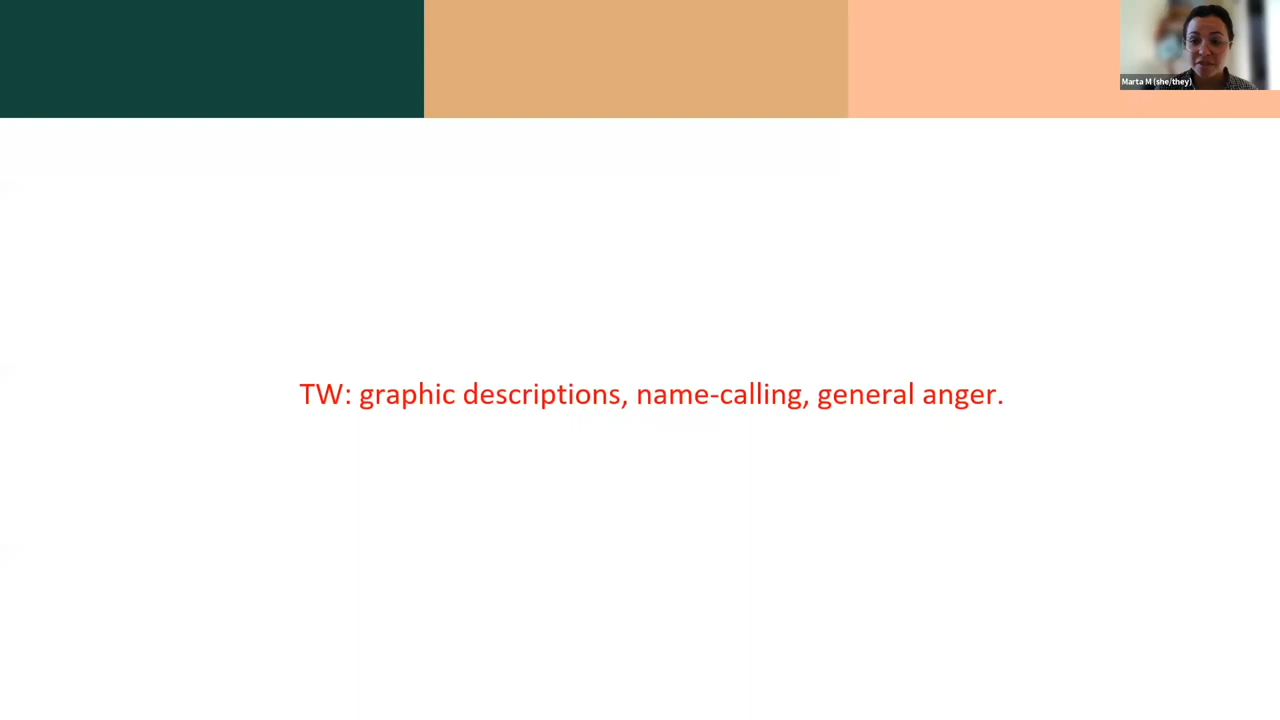 Marta M (she/they)
TW: graphic descriptions, name-calling, general anger.